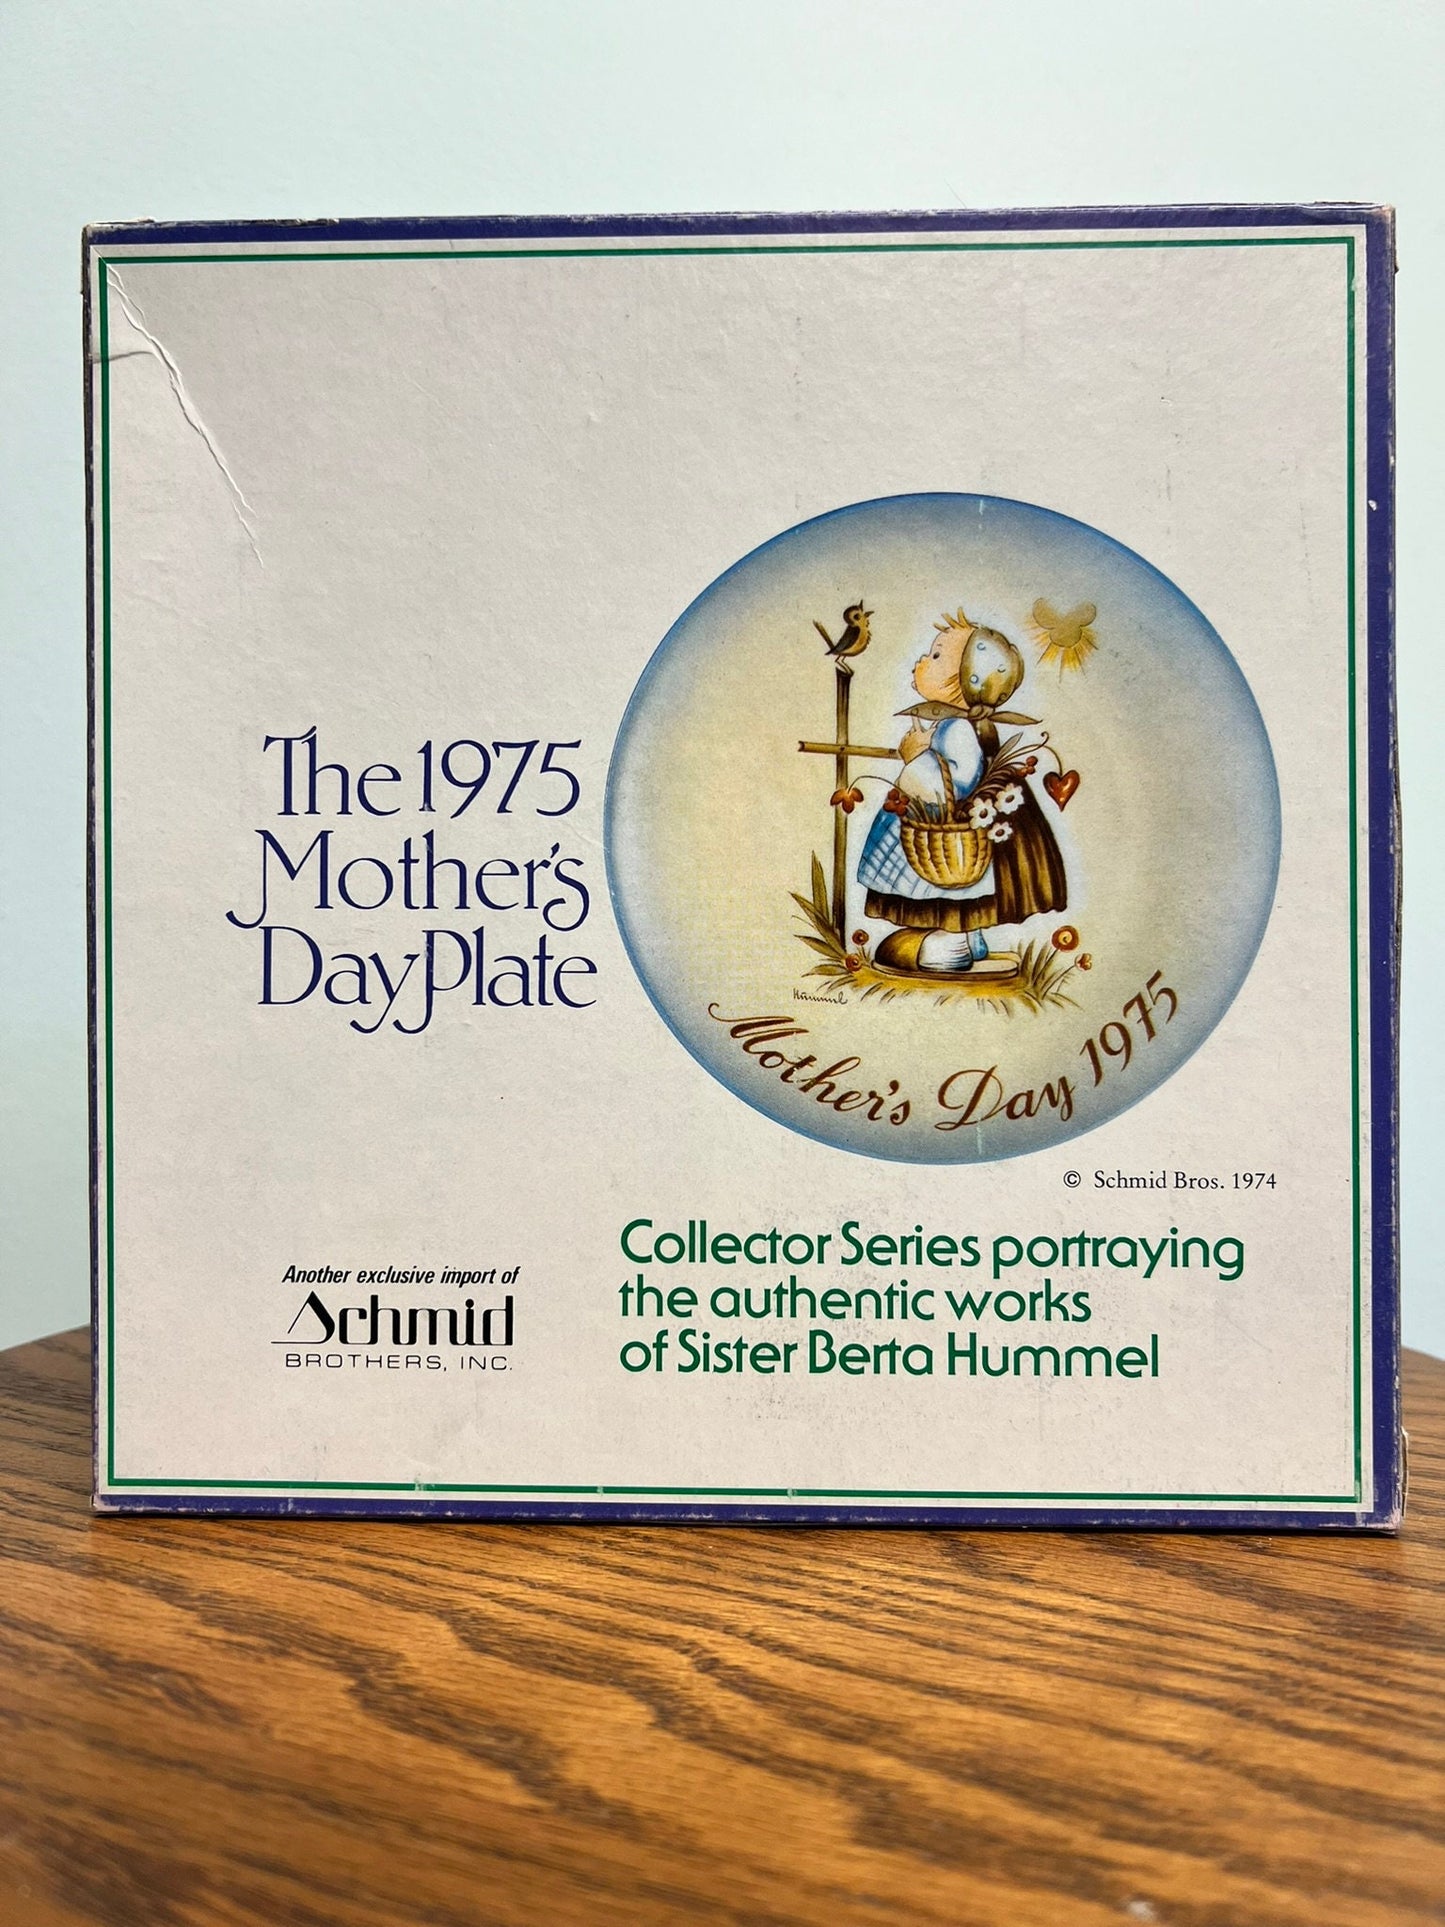 The 1975
Mother's
Day Plate
Hummel
Mother's Day 1975
© Schmid Bros. 1974
Another exclusive import of
Schmid
BROTHERS, INC.
Collector Series portraying
the authentic works
of Sister Berta Hummel